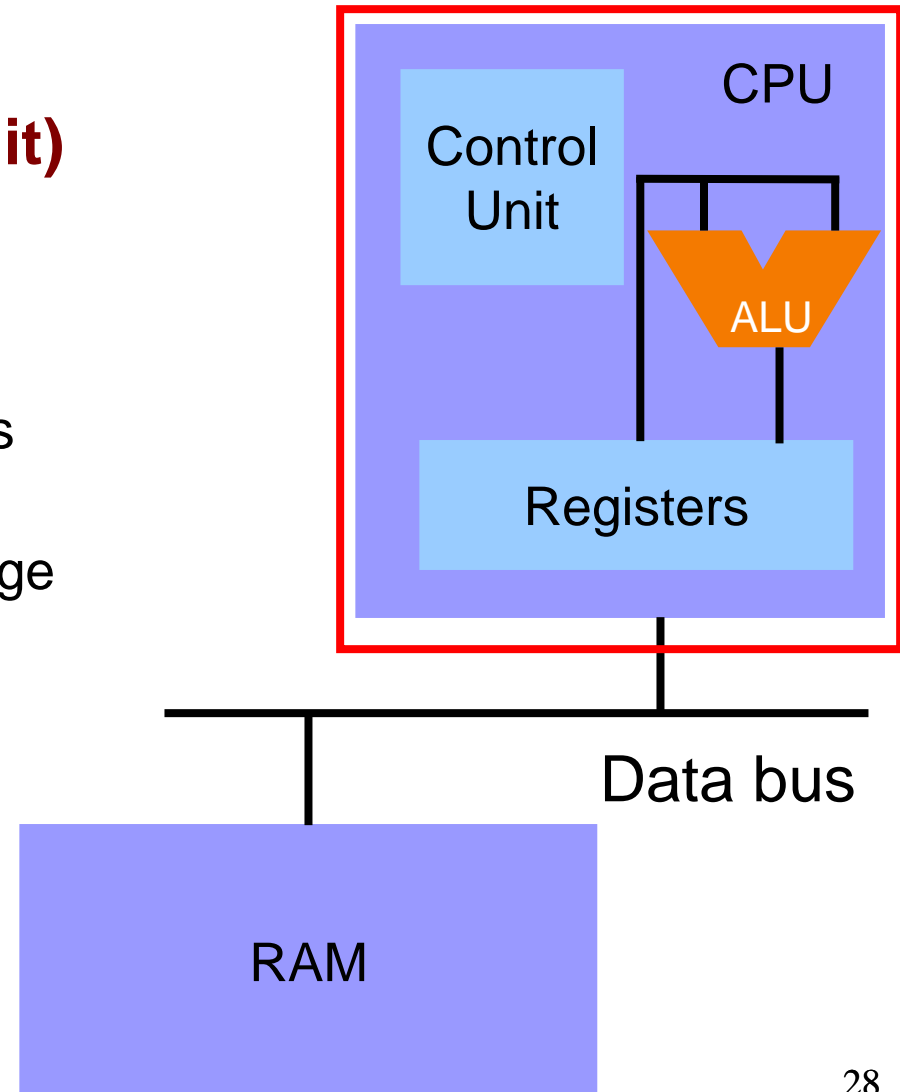 it)
s
ge
CPU
Control
Unit
ALU
Registers
Data bus
RAM
28